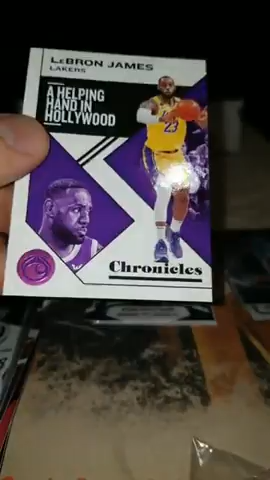 LEBRON JAMES
LAKERS
A HELPING
HAND IN
HOLLYWOOD
23
Chronicles